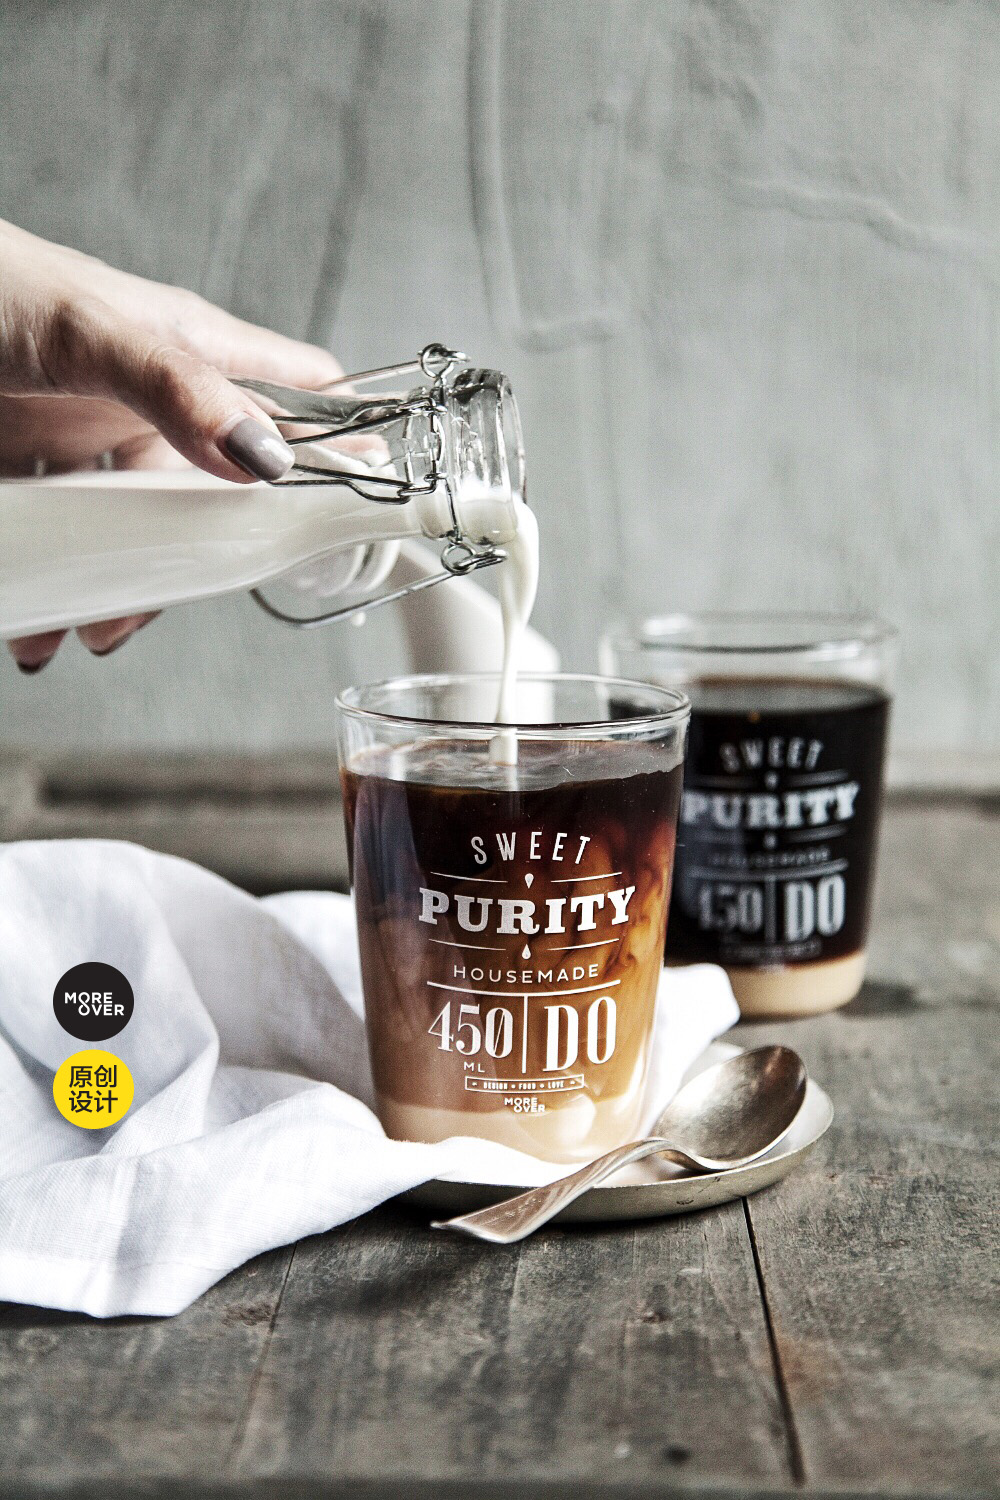 SWEET
PURITY
HOUSEMADE
450 DO
ML
DESIGN • FOOD • LOVE
MORE
OVER
SWEET
PURITY
HOUSEMADE
450 DO
MORE
OVER
原创
设计